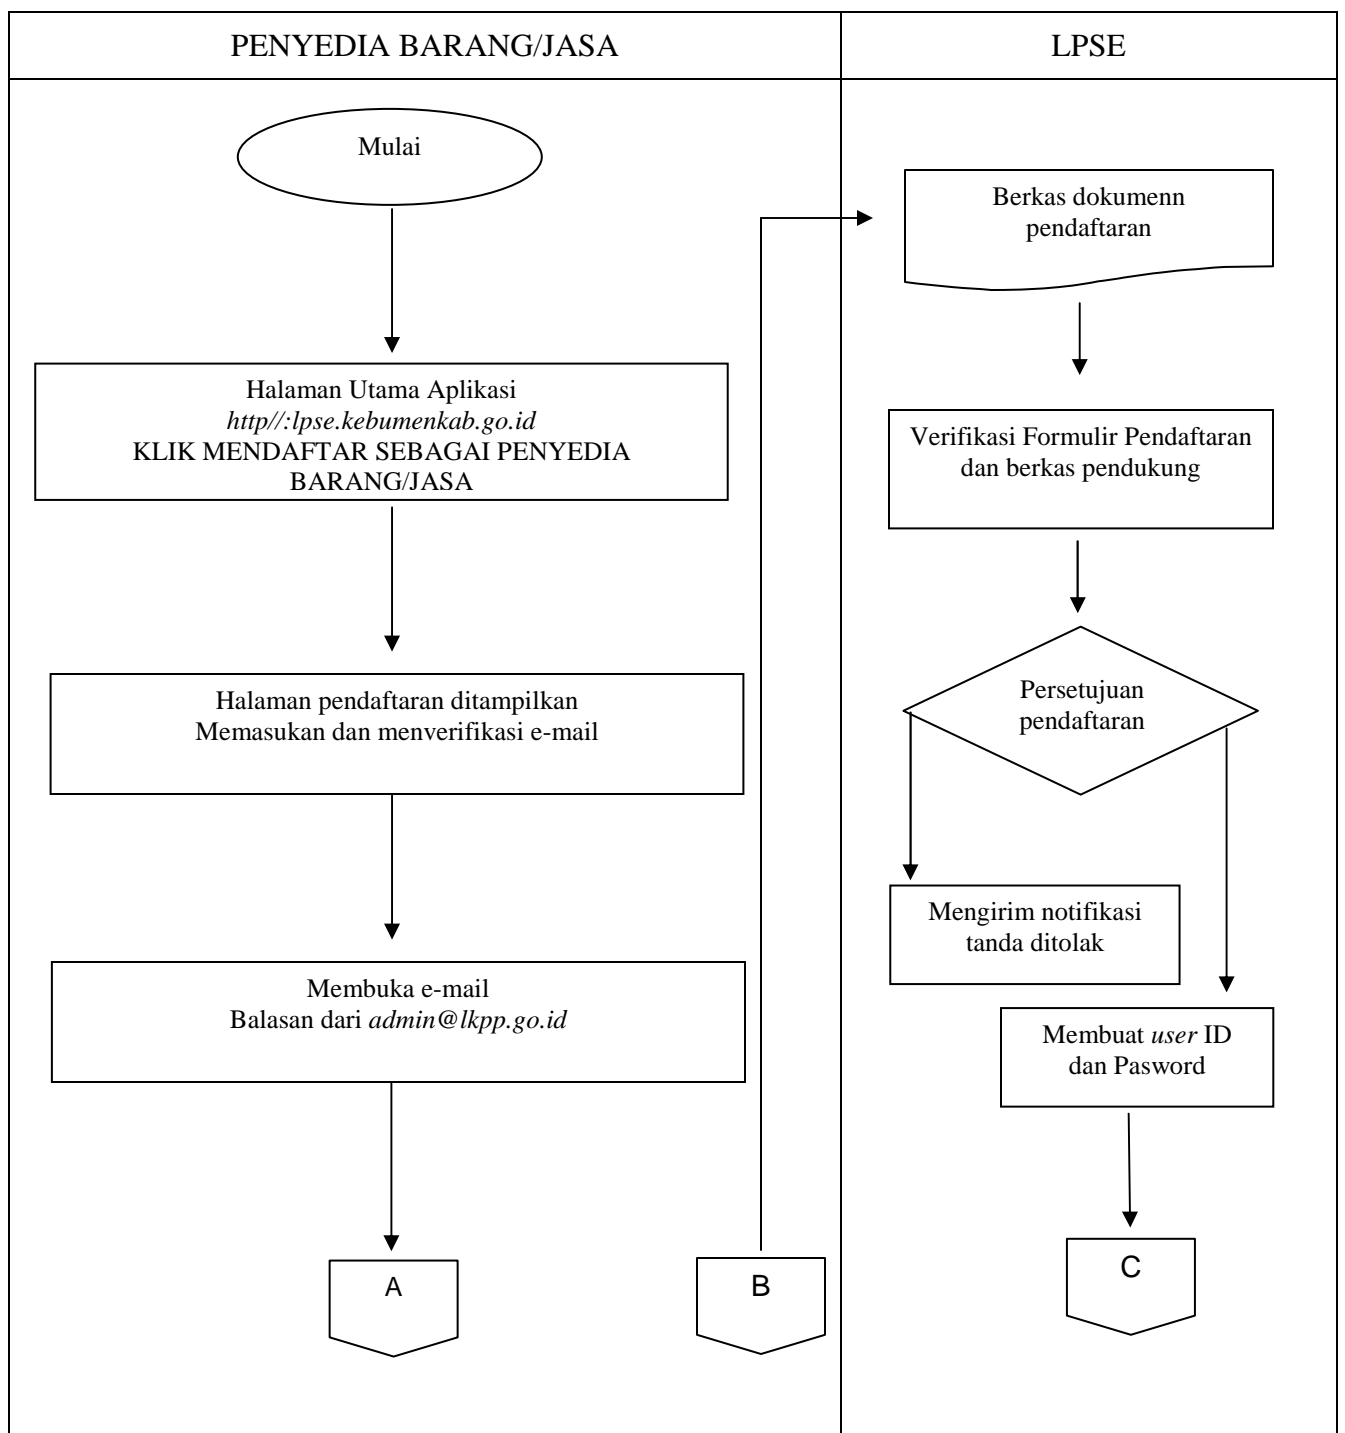 PENYEDIA BARANG/JASA
LPSE
Mulai
Halaman Utama Aplikasi
http//:lpse.kebumenkab.go.id
KLIK MENDAFTAR SEBAGAI PENYEDIA
BARANG/JASA
Halaman pendaftaran ditampilkan
Memasukan dan menverifikasi e-mail
Membuka e-mail
Balasan dari admin@lkpp.go.id
A
B
Berkas dokumenn
pendaftaran
Verifikasi Formulir Pendaftaran
dan berkas pendukung
Persetujuan
pendaftaran
Mengirim notifikasi
tanda ditolak
Membuat user ID
dan Pasword
C